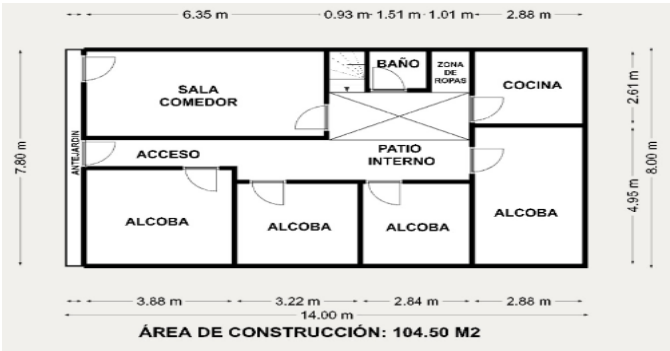 6.35 m 0.93 m 1.51 m 1.01 m 2.88 m
SALA
COMEDOR
BAÑO
ZONA
DE
ROPAS
COCINA
2.61 m
7.80 m
ANTEJARDIN
ACCESO
PATIO
INTERNO
8.00 m
4.95 m
ALCOBA
ALCOBA
ALCOBA
ALCOBA
3.88 m 3.22 m 2.84 m 2.88 m
14.00 m
ÁREA DE CONSTRUCCIÓN: 104.50 M2